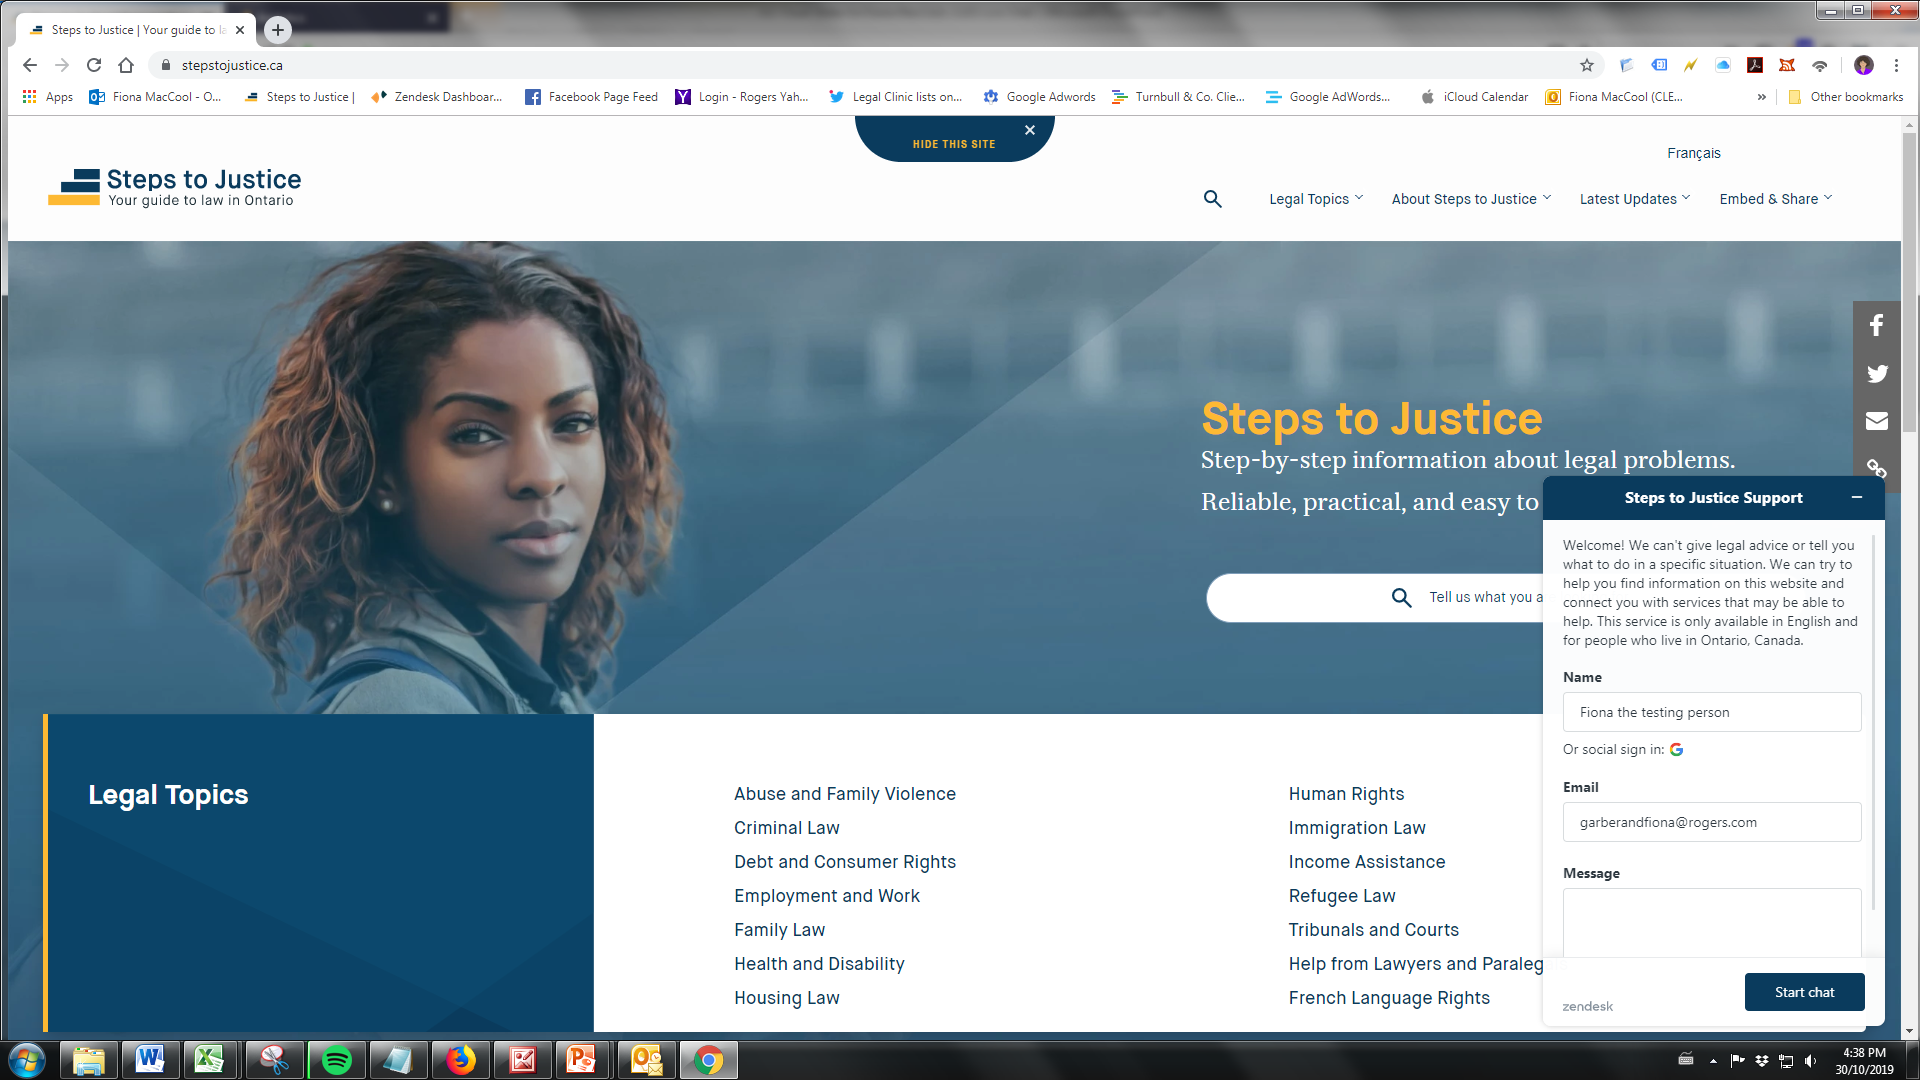 Steps to Justice | Your guide to la
stepstojustice.ca
Apps
Fiona MacCool - O...
Steps to Justice |
Zendesk Dashboar...
Facebook Page Feed
Login - Rogers Yah...
Legal Clinic lists on...
Google Adwords
Turnbull & Co. Clie...
Google AdWords...
iCloud Calendar
Fiona MacCool (CLE...
»
Other bookmarks
HIDE THIS SITE
Français
Steps to Justice
Your guide to law in Ontario
Legal Topics
About Steps to Justice
Latest Updates
Embed & Share
Steps to Justice
Step-by-step information about legal problems.
Reliable, practical, and easy to
Tell us what you a
Legal Topics
Abuse and Family Violence
Criminal Law
Debt and Consumer Rights
Employment and Work
Family Law
Health and Disability
Housing Law
Human Rights
Immigration Law
Income Assistance
Refugee Law
Tribunals and Courts
Help from Lawyers and Paraleg
French Language Rights
Steps to Justice Support
Welcome! We can't give legal advice or tell you
what to do in a specific situation. We can try to
help you find information on this website and
connect you with services that may be able to
help. This service is only available in English and
for people who live in Ontario, Canada.
Name
Fiona the testing person
Or social sign in:
Email
garberandfiona@rogers.com
Message
zendesk
Start chat
4:38 PM
30/10/2019